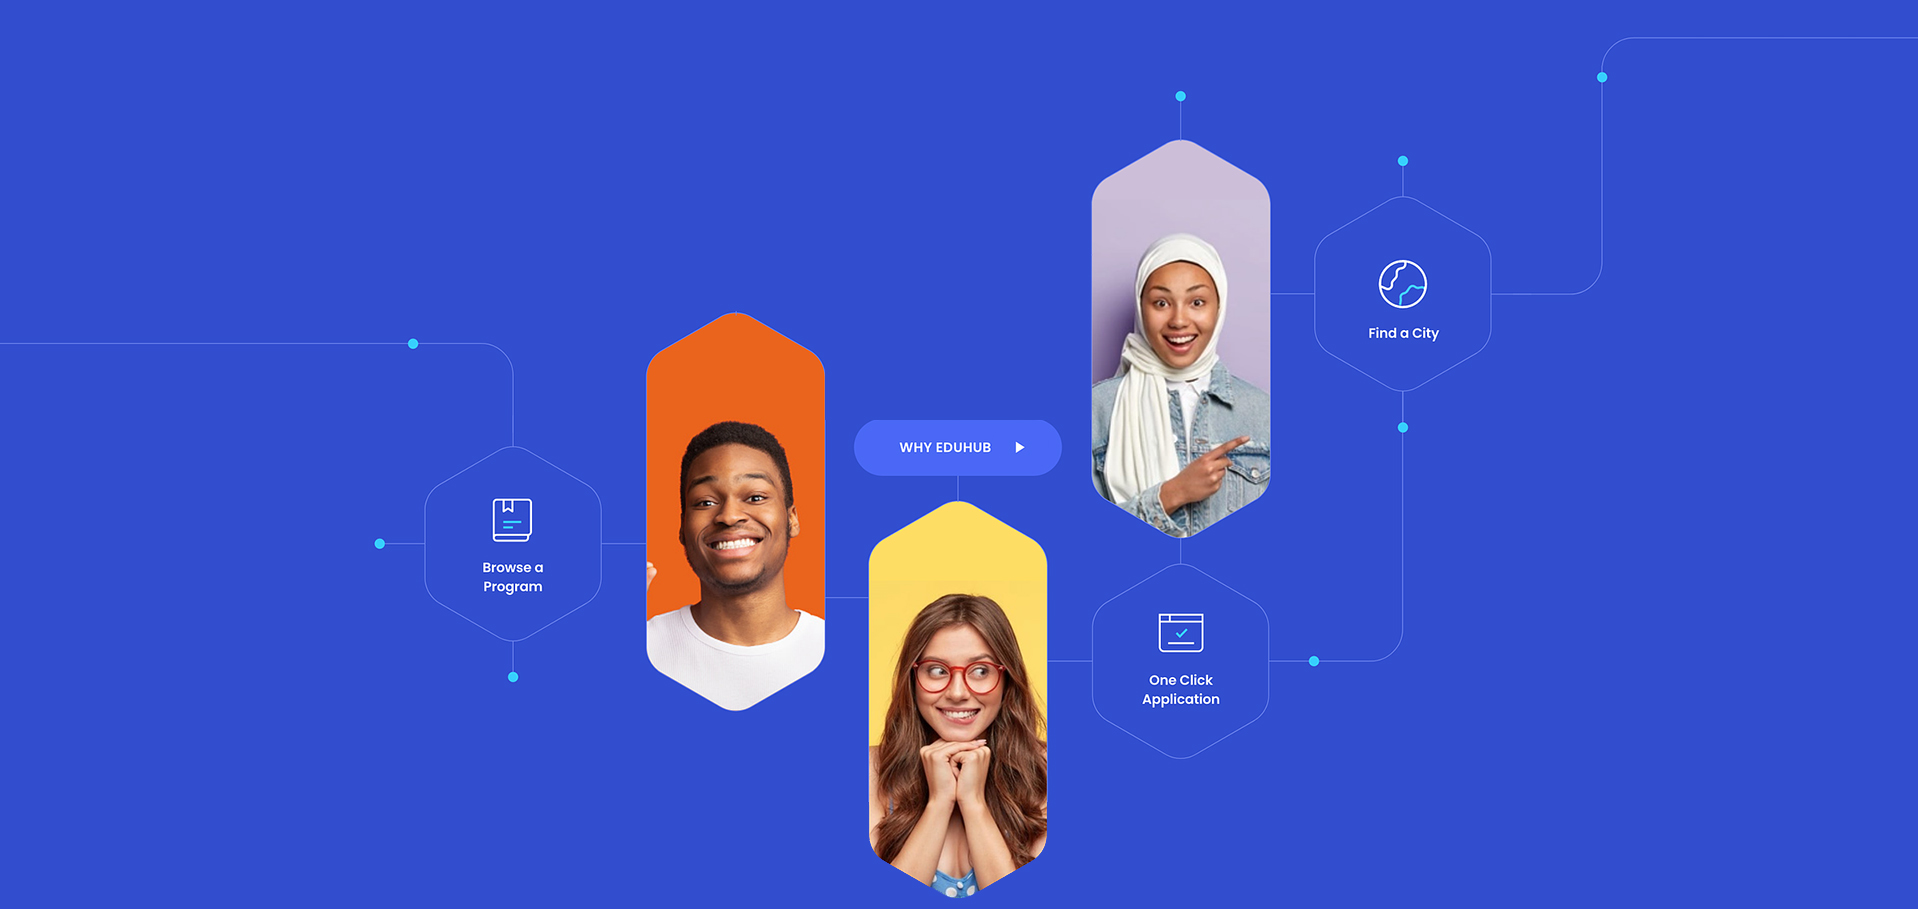 Find a City
WHY EDUHUB
Browse a
Program
One Click
Application